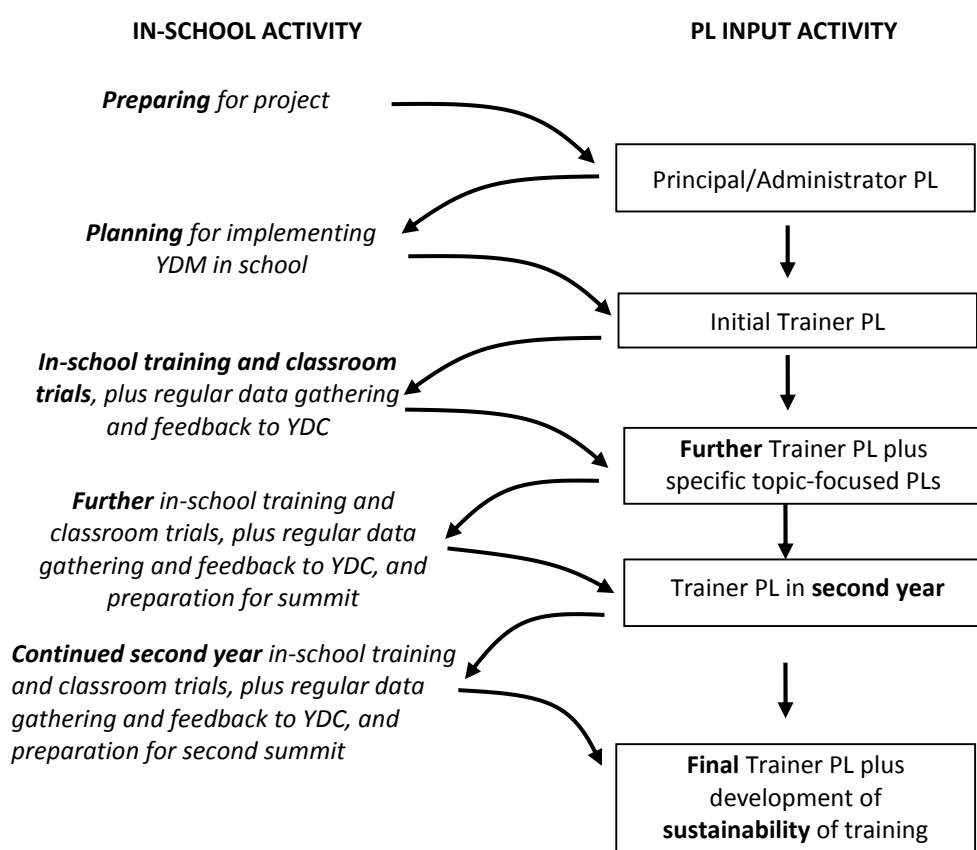 IN-SCHOOL ACTIVITY
PL INPUT ACTIVITY
Preparing for project
Principal/Administrator PL
Planning for implementing
YDM in school
Initial Trainer PL
In-school training and classroom
trials, plus regular data gathering
and feedback to YDC
Further Trainer PL plus
specific topic-focused PLs
Further in-school training and
classroom trials, plus regular data
gathering and feedback to YDC, and
preparation for summit
Trainer PL in second year
Continued second year in-school training
and classroom trials, plus regular data
gathering and feedback to YDC, and
preparation for second summit
Final Trainer PL plus
development of
sustainability of training